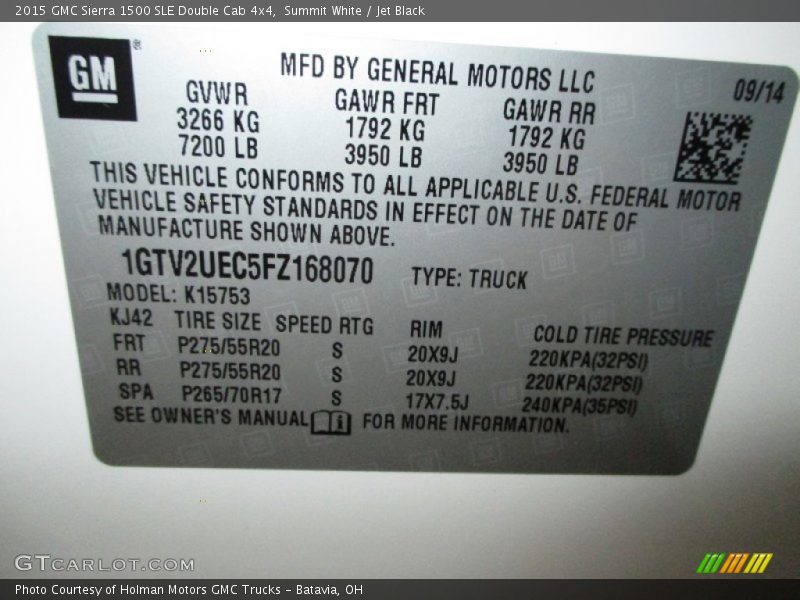 2015 GMC Sierra 1500 SLE Double Cab 4x4, Summit White / Jet Black
GM ®
MFD BY GENERAL MOTORS LLC
09/14
GVWR GAWR FRT GAWR RR
3266 KG 1792 KG 1792 KG
7200 LB 3950 LB 3950 LB
THIS VEHICLE CONFORMS TO ALL APPLICABLE U.S. FEDERAL MOTOR
VEHICLE SAFETY STANDARDS IN EFFECT ON THE DATE OF
MANUFACTURE SHOWN ABOVE.
1GTV2UEC5FZ168070 TYPE: TRUCK
MODEL: K15753
KJ42 TIRE SIZE SPEED RTG RIM COLD TIRE PRESSURE
FRT P275/55R20 S 20X9J 220KPA(32PSI)
RR P275/55R20 S 20X9J 220KPA(32PSI)
SPA P265/70R17 S 17X7.5J 240KPA(35PSI)
SEE OWNER'S MANUAL i FOR MORE INFORMATION.
GTCARLOT.COM
Photo Courtesy of Holman Motors GMC Trucks - Batavia, OH